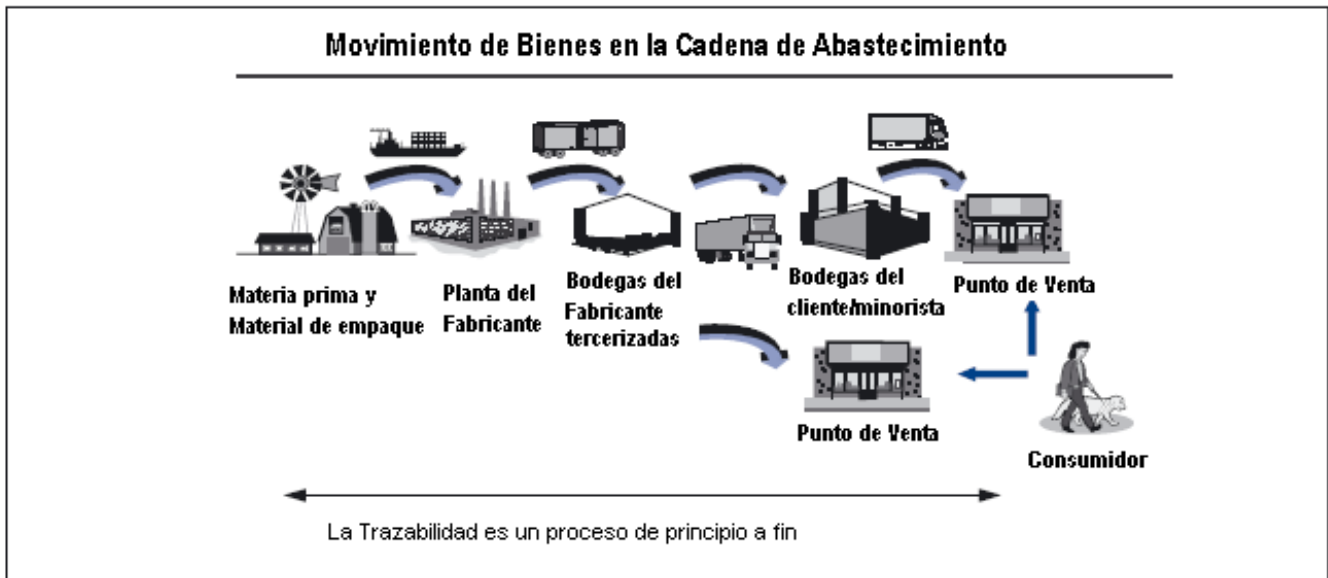 Movimiento de Bienes en la Cadena de Abastecimiento
Materia prima y
Material de empaque
Planta del
Fabricante
Bodegas del
Fabricante
tercerizadas
Bodegas del
cliente/minorista
Punto de Venta
Punto de Venta
Consumidor
La Trazabilidad es un proceso de principio a fin